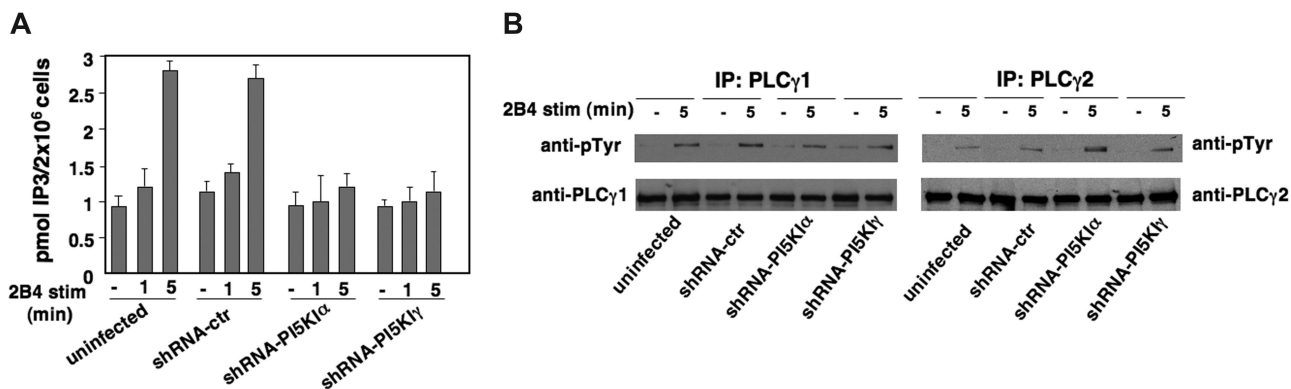 A
pmol IP3/2x10⁶ cells
3
2.5
2
1.5
1
0.5
0
2B4 stim (min)
- 1 5 - 1 5 - 1 5 - 1 5
uninfected
shRNA-ctr
shRNA-PI5KIα
shRNA-PI5KIγ
B
IP: PLCγ1
2B4 stim (min) - 5 - 5 - 5 - 5
anti-pTyr
anti-PLCγ1
uninfected
shRNA-ctr
shRNA-PI5KIα
shRNA-PI5KIγ
IP: PLCγ2
- 5 - 5 - 5 - 5
anti-pTyr
anti-PLCγ2
uninfected
shRNA-ctr
shRNA-PI5KIα
shRNA-PI5KIγ